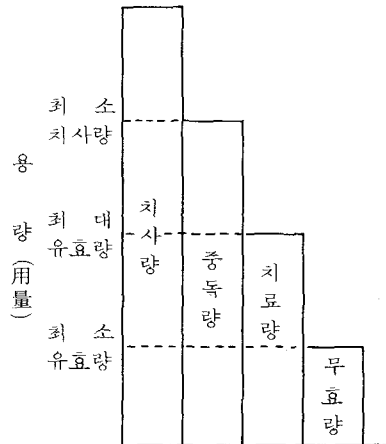 최 소
치사량
최 대
유효량
최 소
유효량
용 량 (用量)
치사량
중독량
치료량
무효량